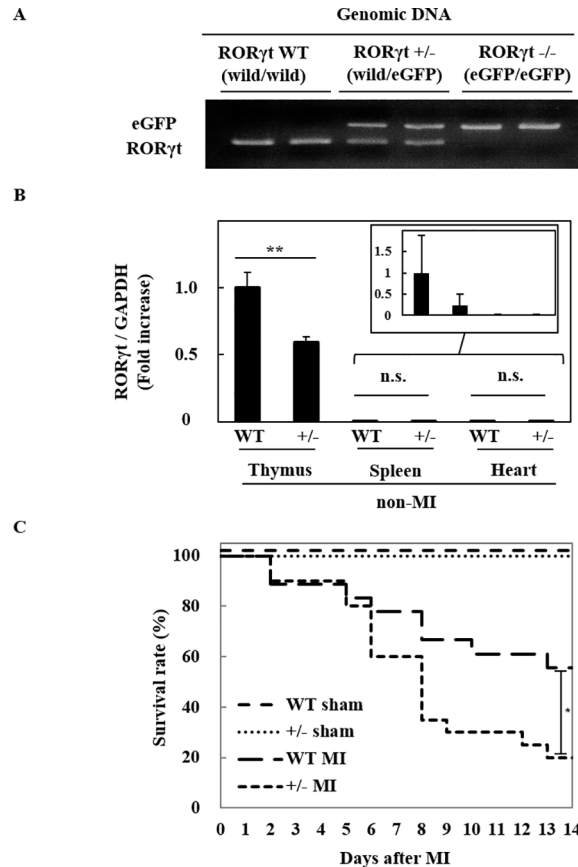 A
Genomic DNA
RORγt WT RORγt +/- RORγt -/-
(wild/wild) (wild/eGFP) (eGFP/eGFP)
eGFP
RORγt
B
RORγt / GAPDH
(Fold increase)
1.0
0.5
0
**
1.5
1
0.5
0
n.s. n.s.
WT +/- WT +/- WT +/-
Thymus Spleen Heart
non-MI
C
Survival rate (%)
100
80
60
40
20
0
WT sham
+/- sham
WT MI
+/- MI
*
0 1 2 3 4 5 6 7 8 9 10 11 12 13 14
Days after MI